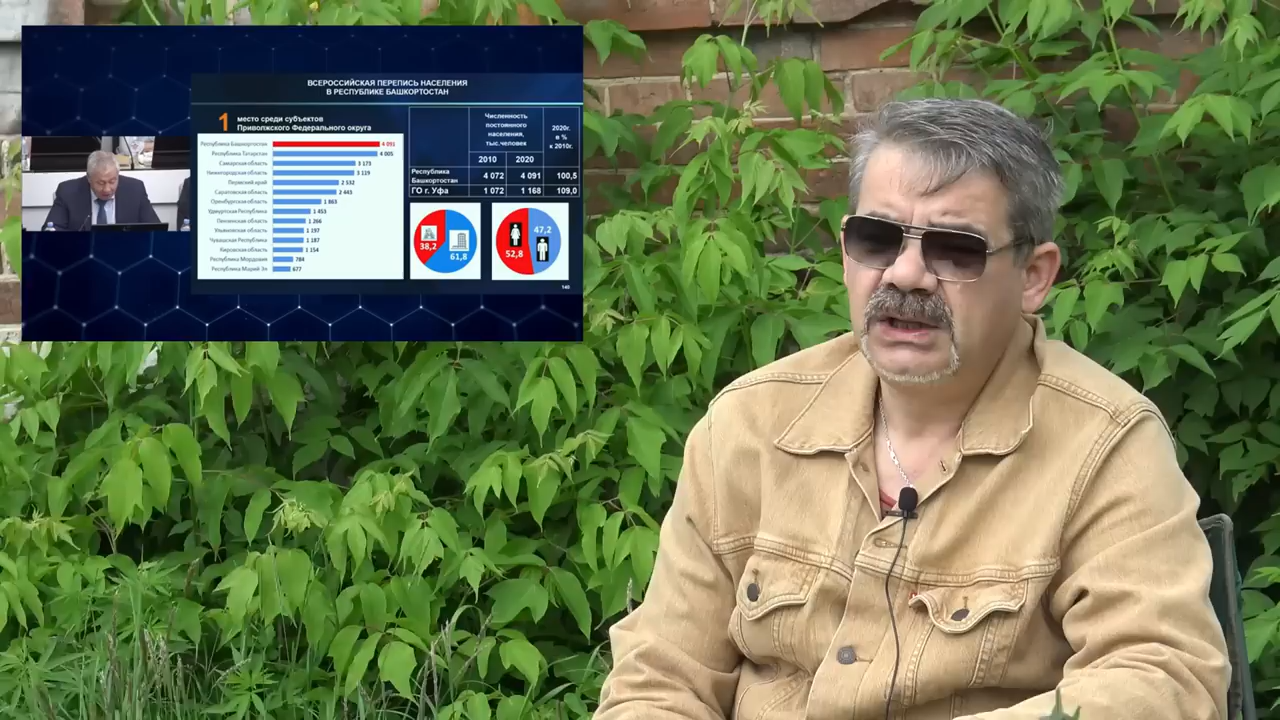 ВСЕРОССИЙСКАЯ ПЕРЕПИСЬ НАСЕЛЕНИЯ
В РЕСПУБЛИКЕ БАШКОРТОСТАН
1 место среди субъектов
Приволжского Федерального округа
Республика Башкортостан 4 091
Республика Татарстан 4 005
Самарская область 3 173
Нижегородская область 3 119
Пермский край 2 532
Саратовская область 2 443
Оренбургская область 1 863
Удмуртская Республика 1 453
Пензенская область 1 266
Ульяновская область 1 197
Чувашская Республика 1 187
Кировская область 1 154
Республика Мордовия 784
Республика Марий Эл 677
Численность
постоянного
населения,
тыс.человек
2020г.
в %
к 2010г.
2010 2020
Республика
Башкортостан 4 072 4 091 100,5
ГО г. Уфа 1 072 1 168 109,0
38,2
61,8
47,2
52,8